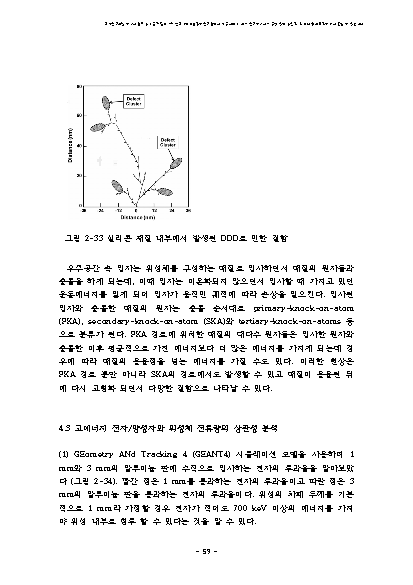 80
60
40
20
0
Distance (nm)
Defect
Cluster
Defect
Cluster
36 24 12 0 12 24 36
Distance (nm)
그림 2-33 실리콘 재질 내부에서 발생된 DDD로 인한 결함
우주공간 속 입자는 위성체를 구성하는 매질로 입사하면서 매질의 원자들과
충돌을 하게 되는데, 이때 입자는 이온화되지 않으면서 입사할 때 가지고 있던
운동에너지를 잃게 되어 입자가 움직인 궤적에 따라 손상을 일으킨다. 입사된
입자와 충돌한 매질의 원자는 충돌 순서대로 primary-knock-on-atom
(PKA), secondary-knock-on-atom (SKA)와 tertiary-knock-on-atoms 등
으로 분류가 된다. PKA 경로에 위치한 매질의 대다수 원자들은 입사한 원자와
충돌한 이후 평균적으로 가진 에너지보다 더 많은 에너지를 가지게 되는데 경
우에 따라 매질의 용융점을 넘는 에너지를 가질 수도 있다. 이러한 현상은
PKA 경로 뿐만 아니라 SKA의 경로에서도 발생할 수 있고 매질이 용융된 뒤
에 다시 고형화 되면서 다양한 결함으로 나타날 수 있다.
4.3 고에너지 전자/양성자와 위성체 전류량의 상관성 분석
(1) GEometry ANd Tracking 4 (GEANT4) 시뮬레이션 모델을 사용하여 1
mm와 3 mm의 알루미늄 판에 수직으로 입사하는 전자의 투과율을 알아보았
다 (그림 2-34). 빨간 점은 1 mm를 통과하는 전자의 투과율이고 파란 점은 3
mm의 알루미늄 판을 통과하는 전자의 투과율이다. 위성의 차폐 두께를 기본
적으로 1 mm라 가정할 경우 전자가 적어도 700 keV 이상의 에너지를 가져
야 위성 내부로 침투 할 수 있다는 것을 알 수 있다.
- 59 -